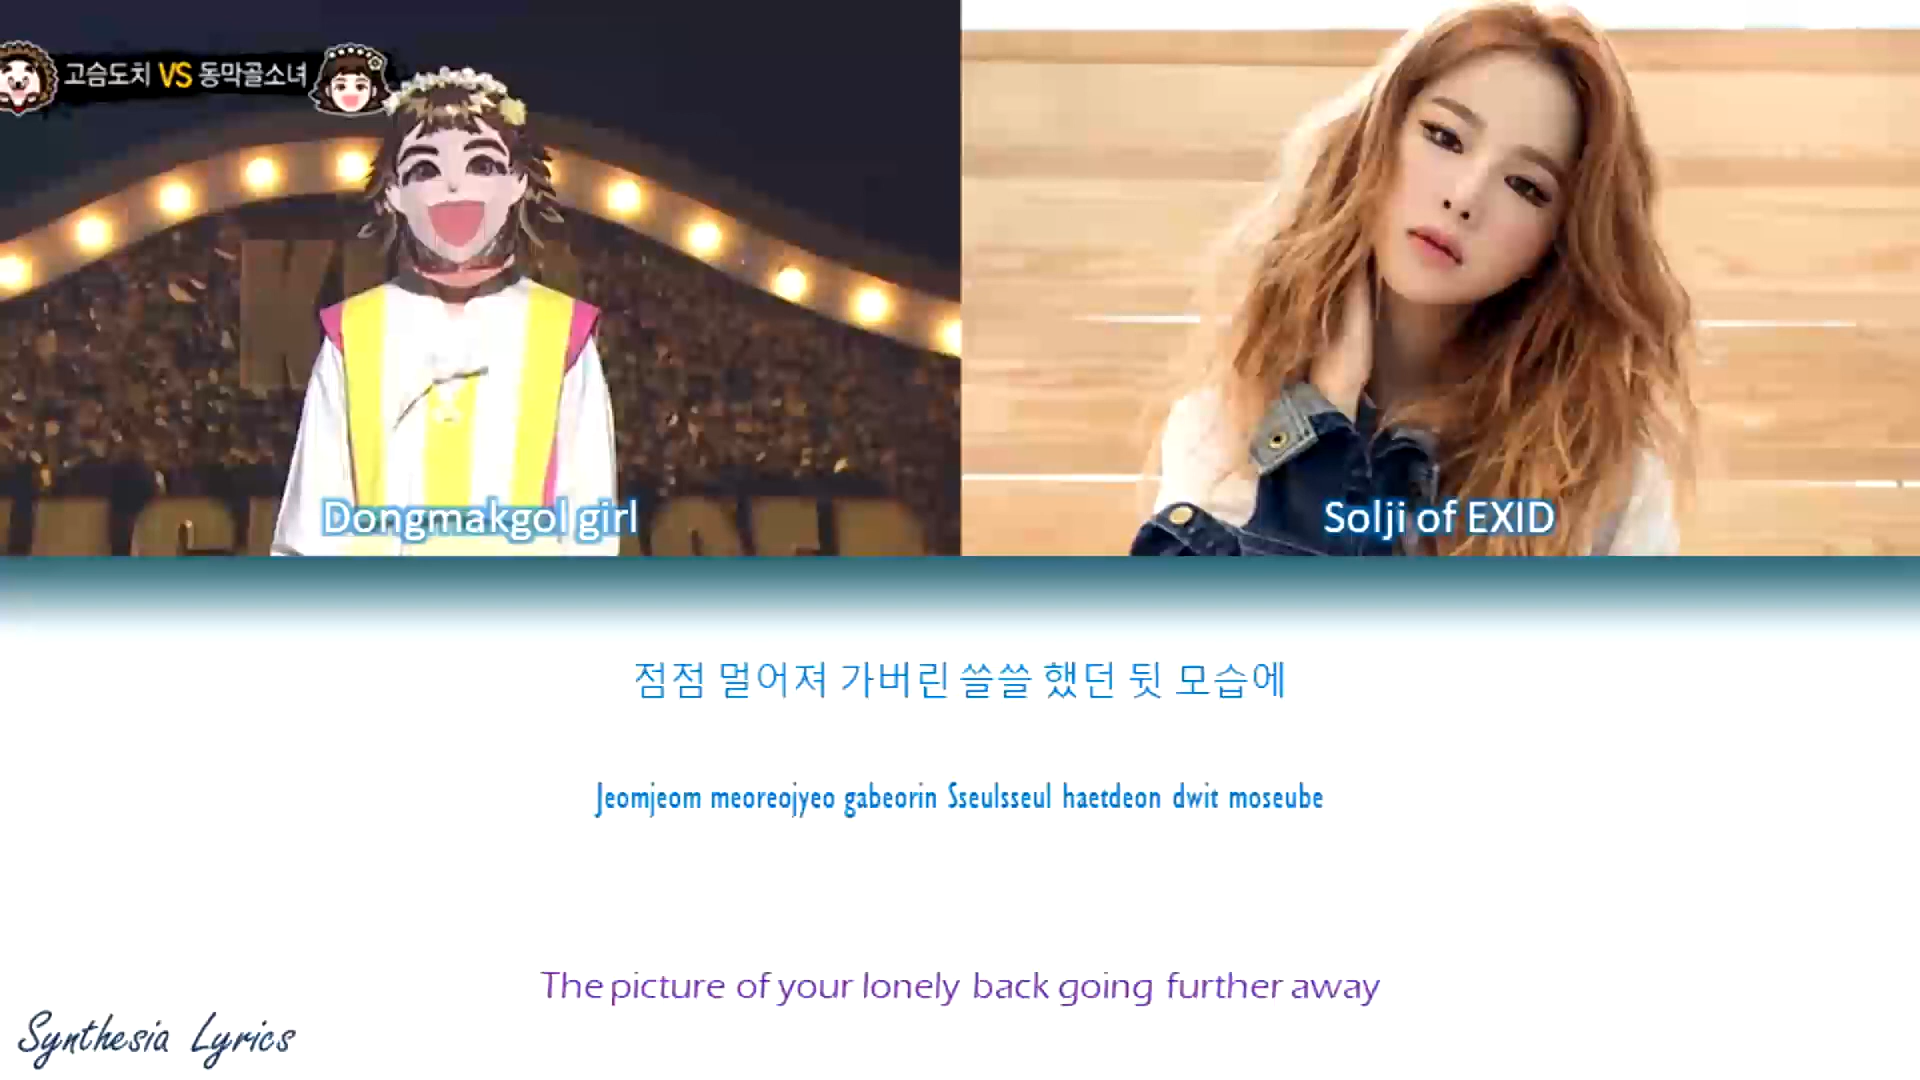 고슴도치 VS 동막골소녀
Dongmakgol girl
Solji of EXID
점점 멀어져 가버린 쓸쓸 했던 뒷 모습에
Jeomjeom meoreojyeo gabeorin Sseulsseul haetdeon dwit moseube
The picture of your lonely back going further away
Synthesia Lyrics